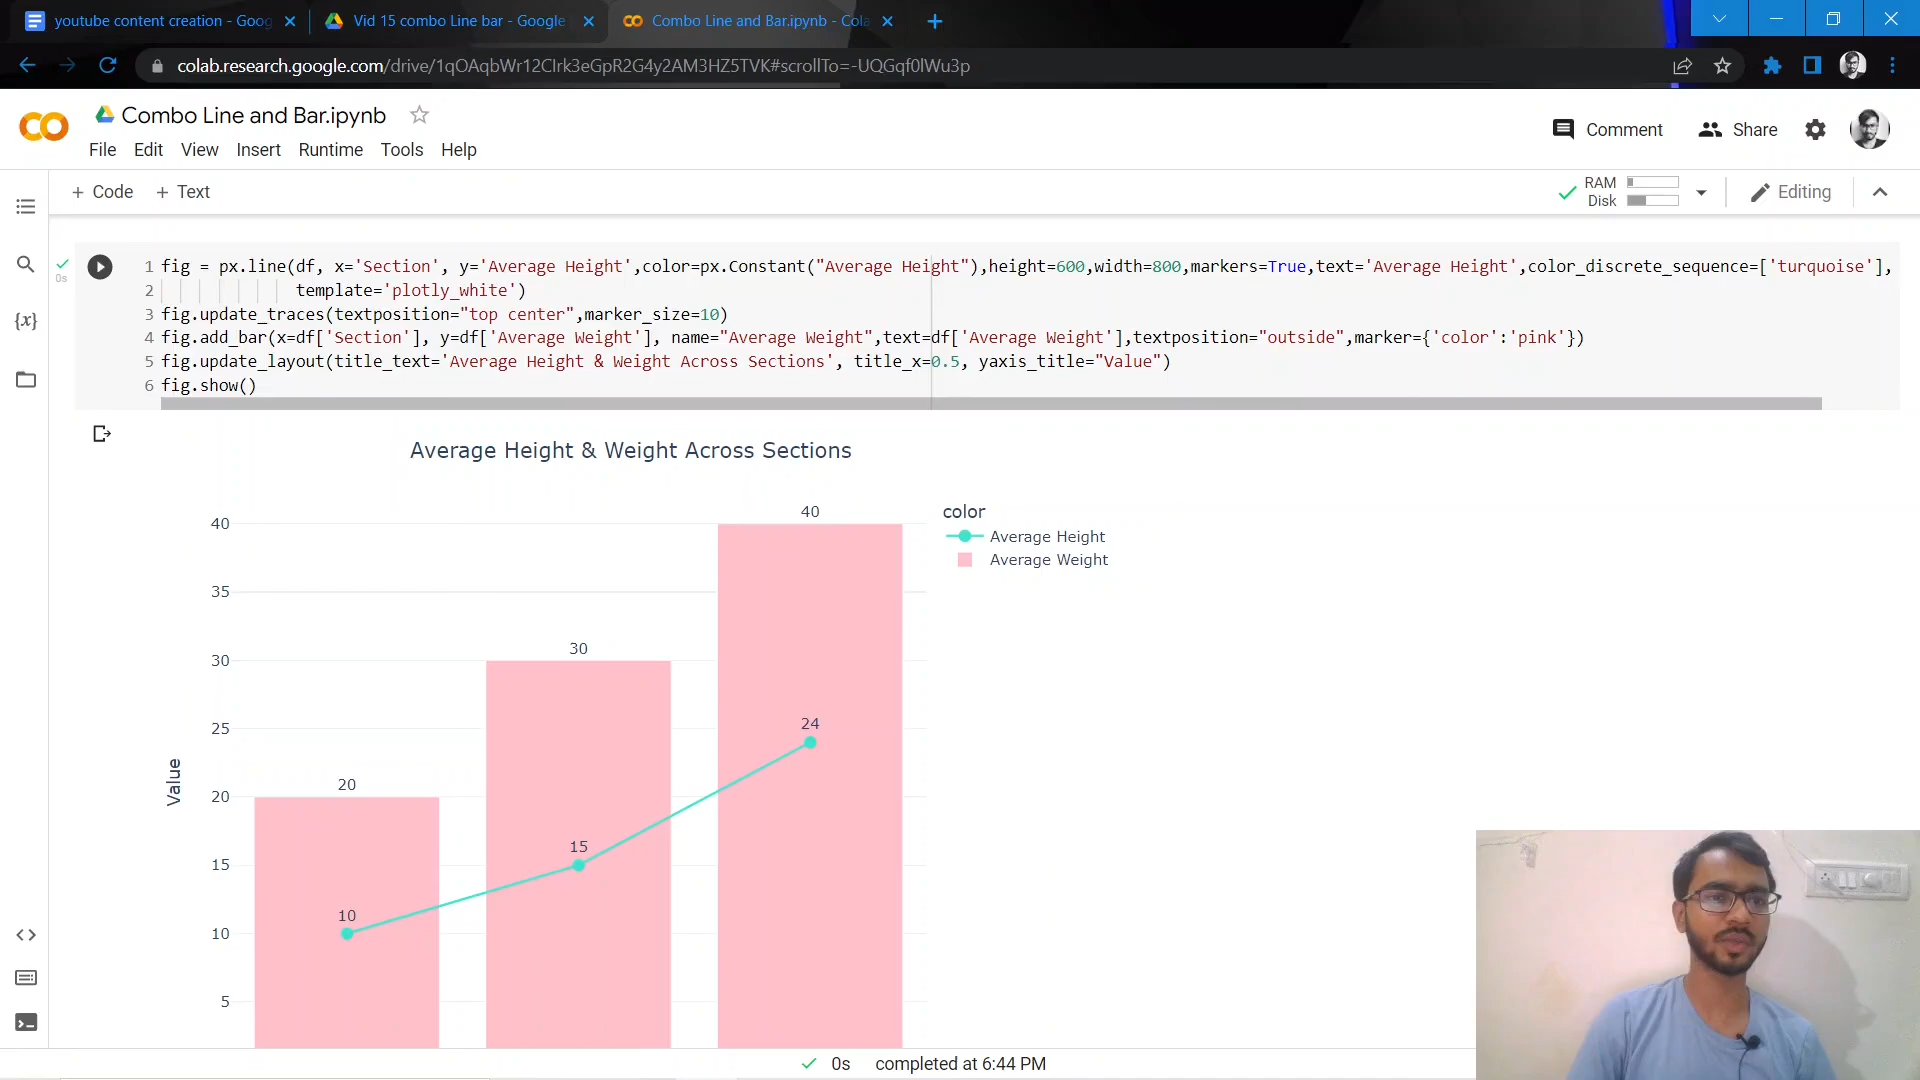 youtube content creation - Goog
Vid 15 combo Line bar - Google
Combo Line and Bar.ipynb - Cola
colab.research.google.com/drive/1qOAqbWr12CIrk3eGpR2G4y2AM3HZ5TVK#scrollTo=-UQGqf0lWu3p
Combo Line and Bar.ipynb
Comment
Share
File Edit View Insert Runtime Tools Help
+ Code + Text
RAM
Disk
Editing
0s
1 fig = px.line(df, x='Section', y='Average Height',color=px.Constant("Average Height"),height=600,width=800,markers=True,text='Average Height',color_discrete_sequence=['turquoise'],
2 template='plotly_white')
3 fig.update_traces(textposition="top center",marker_size=10)
4 fig.add_bar(x=df['Section'], y=df['Average Weight'], name="Average Weight",text=df['Average Weight'],textposition="outside",marker={'color':'pink'})
5 fig.update_layout(title_text='Average Height & Weight Across Sections', title_x=0.5, yaxis_title="Value")
6 fig.show()
{x}
Average Height & Weight Across Sections
color
Average Height
Average Weight
40
35
30
25
20
15
10
5
Value
20
30
40
10
15
24
0s completed at 6:44 PM